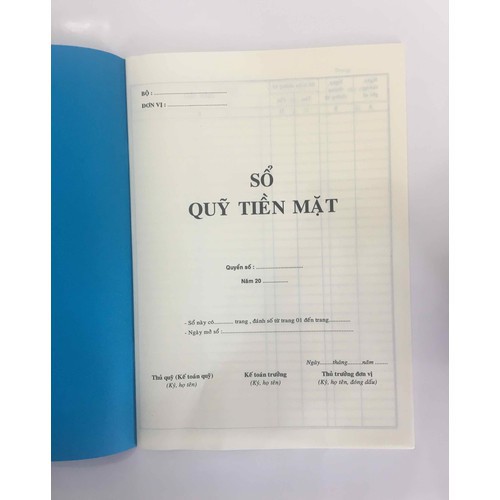 BỘ : ........................
ĐƠN VỊ : ........................
SỔ
QUỸ TIỀN MẶT
Quyển số : ........................
Năm 20 ............
- Sổ này có........... trang , đánh số từ trang 01 đến trang...........
- Ngày mở sổ : ........................
Ngày......tháng......năm ......
Thủ quỹ (Kế toán quỹ) Kế toán trưởng Thủ trưởng đơn vị
(Ký, họ tên) (Ký, họ tên) (Ký, họ tên, đóng dấu)